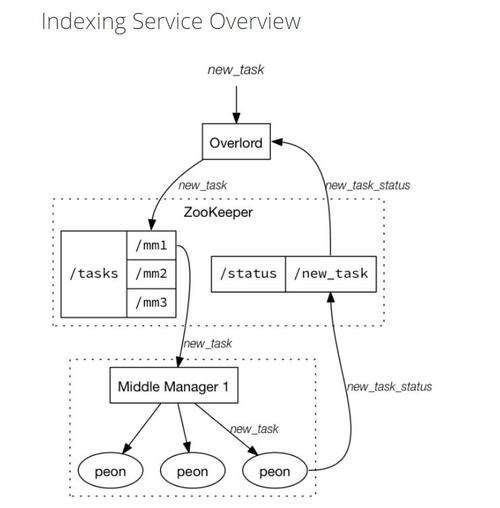 Indexing Service Overview
new_task
Overlord
new_task
new_task_status
ZooKeeper
/tasks
/mm1
/mm2
/mm3
/status
/new_task
new_task
Middle Manager 1
new_task_status
new_task
peon
peon
peon